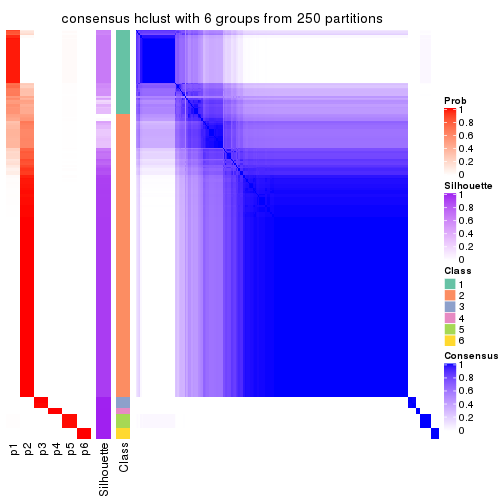 consensus hclust with 6 groups from 250 partitions
Prob
1
0.8
0.6
0.4
0.2
0
Silhouette
1
0.8
0.6
0.4
0.2
0
Class
1
2
3
4
5
6
Consensus
1
0.8
0.6
0.4
0.2
0
p1
p2
p3
p4
p5
p6
Silhouette
Class